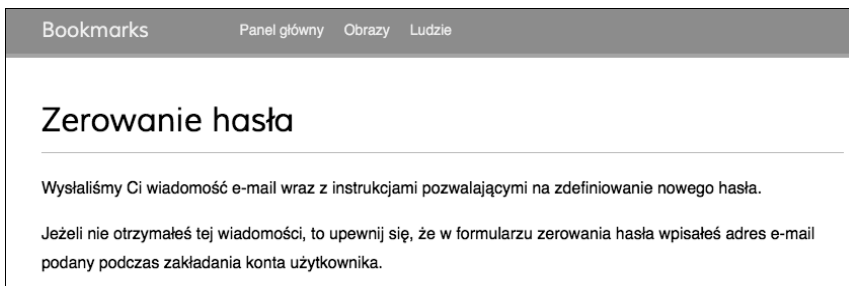 Bookmarks Panel główny Obrazy Ludzie
Zerowanie hasła
Wysłaliśmy Ci wiadomość e-mail wraz z instrukcjami pozwalającymi na zdefiniowanie nowego hasła.
Jeżeli nie otrzymałeś tej wiadomości, to upewnij się, że w formularzu zerowania hasła wpisałeś adres e-mail
podany podczas zakładania konta użytkownika.